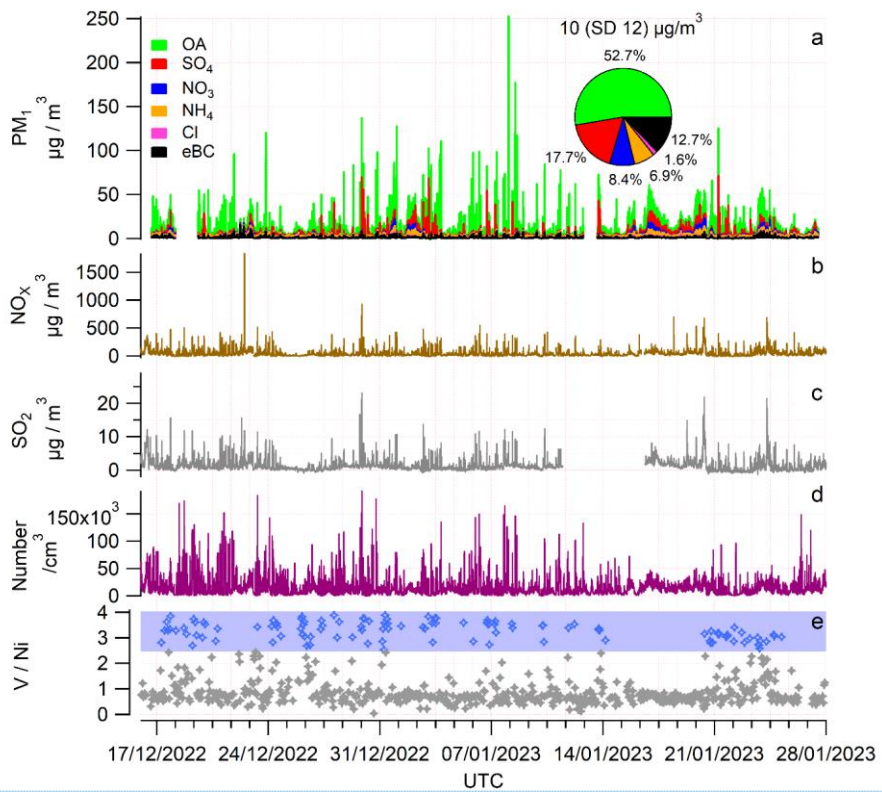 a
10 (SD 12) µg/m³
52.7%
17.7%
8.4%
6.9%
1.6%
12.7%
OA
SO₄
NO₃
NH₄
Cl
eBC
PM₁
µg / m³
250
200
150
100
50
0
b
NOₓ
µg / m³
1500
1000
500
0
c
SO₂
µg / m³
20
10
0
d
Number
/cm³
150x10³
100
50
0
e
V / Ni
4
3
2
1
0
17/12/2022 24/12/2022 31/12/2022 07/01/2023 14/01/2023 21/01/2023 28/01/2023
UTC